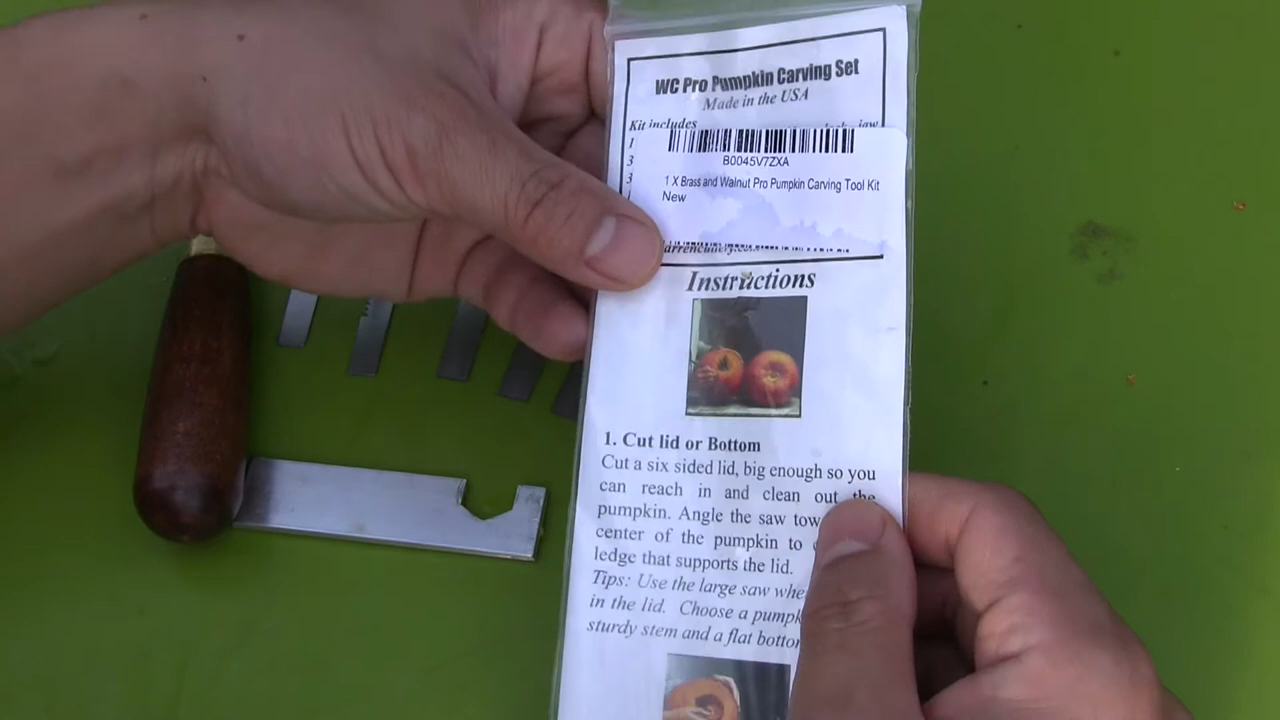 WC Pro Pumpkin Carving Set
Made in the USA
Kit includes
1
3
3
B0045V7ZXA
1 X Brass and Walnut Pro Pumpkin Carving Tool Kit
New
Instructions
1. Cut lid or Bottom
Cut a six sided lid, big enough so you
can reach in and clean out the
pumpkin. Angle the saw
center of the pumpkin to
ledge that supports the lid.
Tips: Use the large saw
in the lid. Choose a
sturdy stem and a flat